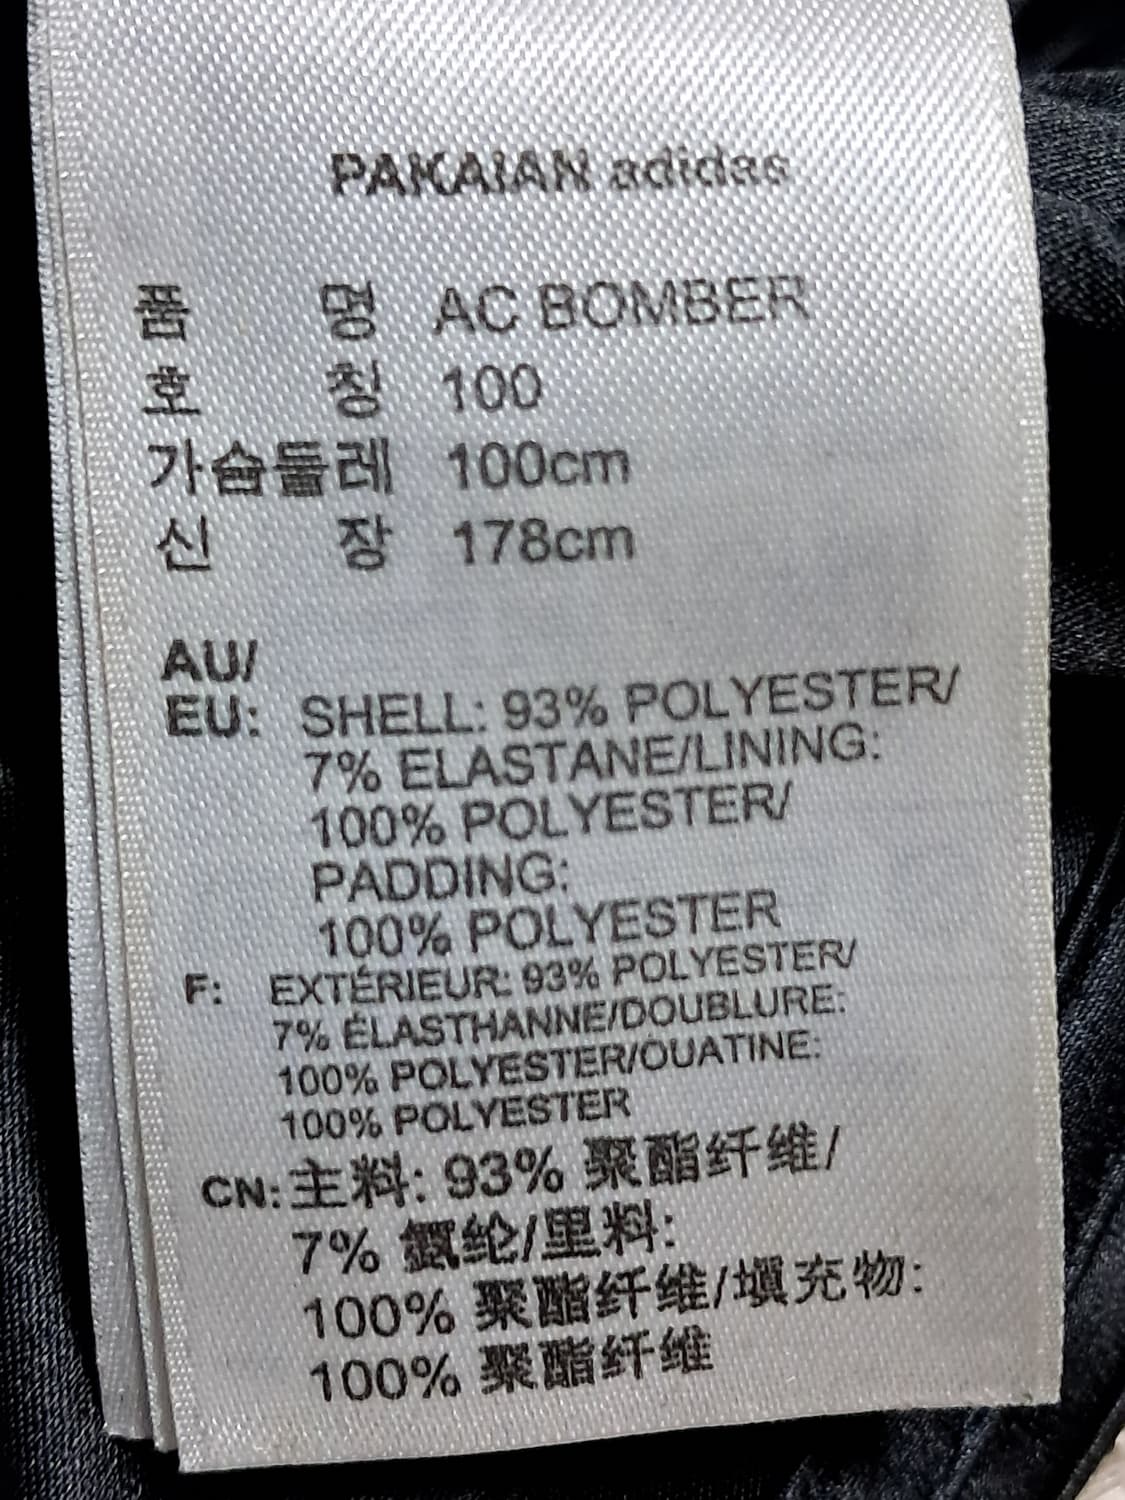 PAKAIAN adidas
품 명 AC BOMBER
호 칭 100
가슴둘레 100cm
신 장 178cm
AU/
EU: SHELL: 93% POLYESTER/
7% ELASTANE/LINING:
100% POLYESTER/
PADDING:
100% POLYESTER
F: EXTÉRIEUR: 93% POLYESTER/
7% ÉLASTHANNE/DOUBLURE:
100% POLYESTER/OUATINE:
100% POLYESTER
CN: 主料: 93% 聚酯纤维/
7% 氨纶/里料:
100% 聚酯纤维/填充物:
100% 聚酯纤维